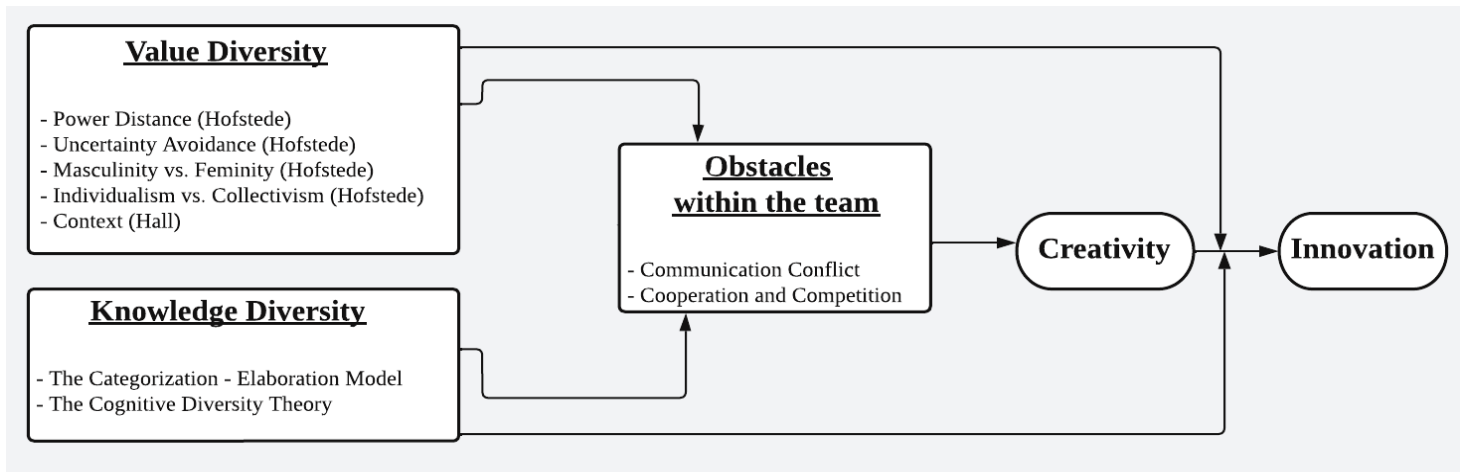 Value Diversity
- Power Distance (Hofstede)
- Uncertainty Avoidance (Hofstede)
- Masculinity vs. Feminity (Hofstede)
- Individualism vs. Collectivism (Hofstede)
- Context (Hall)
Knowledge Diversity
- The Categorization - Elaboration Model
- The Cognitive Diversity Theory
Obstacles
within the team
- Communication Conflict
- Cooperation and Competition
Creativity
Innovation